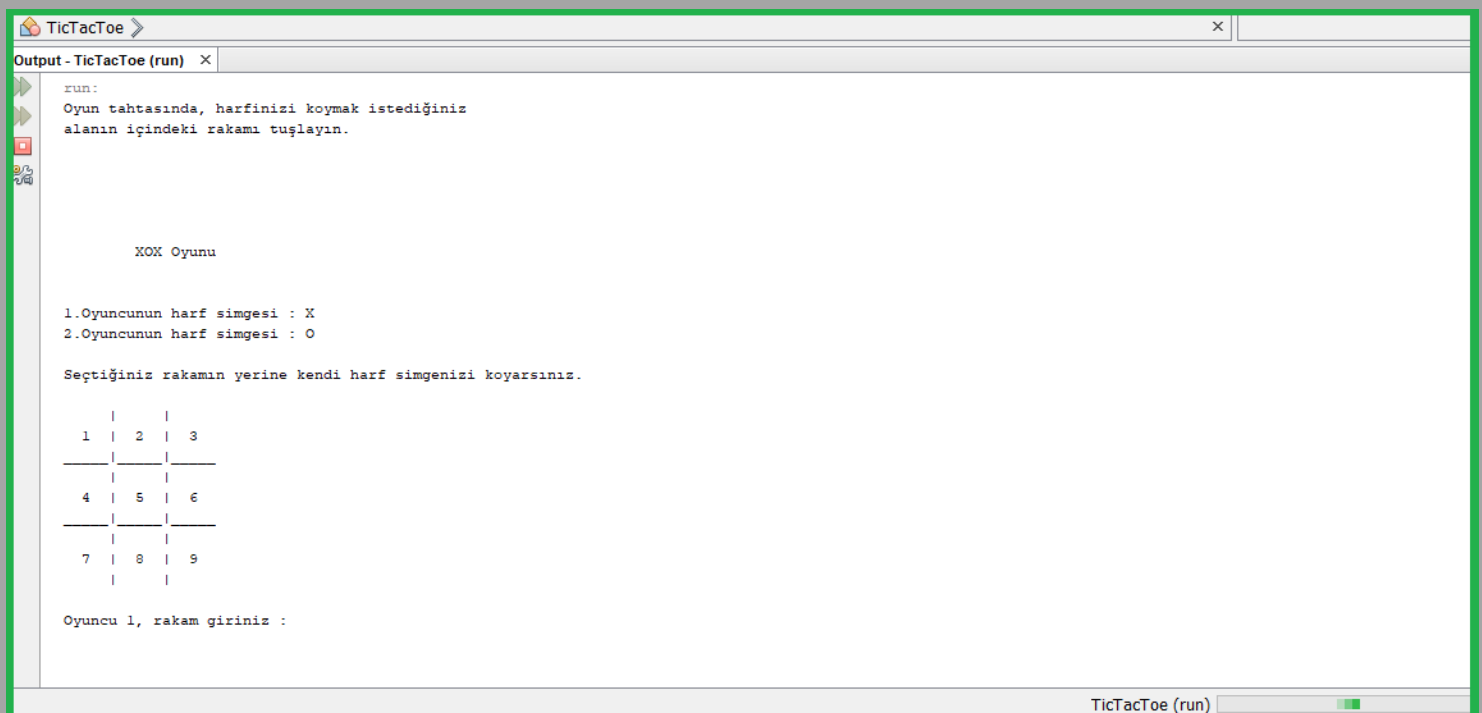 TicTacToe
Output - TicTacToe (run)
run:
Oyun tahtasında, harfinizi koymak istediğiniz
alanın içindeki rakamı tuşlayın.
XOX Oyunu
1.Oyuncunun harf simgesi : X
2.Oyuncunun harf simgesi : O
Seçtiğiniz rakamın yerine kendi harf simgenizi koyarsınız.
     |     |
  1  |  2  |  3
_____|_____|_____
     |     |
  4  |  5  |  6
_____|_____|_____
     |     |
  7  |  8  |  9
     |     |
Oyuncu 1, rakam giriniz :
TicTacToe (run)